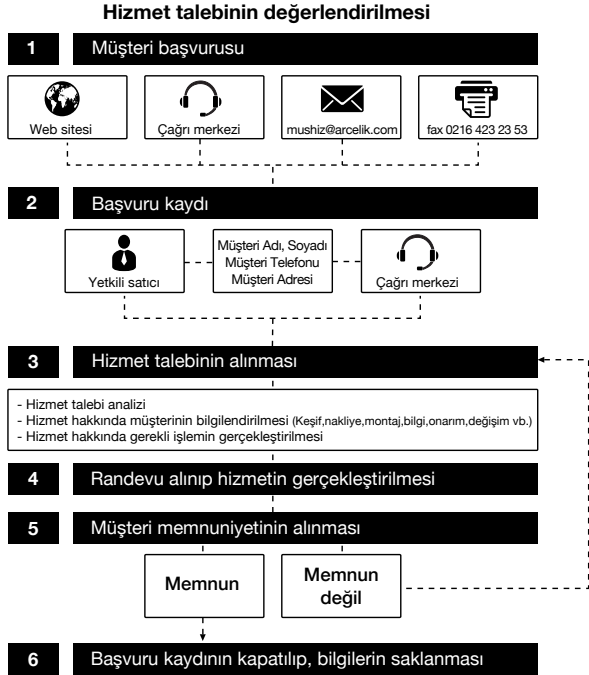 Hizmet talebinin değerlendirilmesi
1 Müşteri başvurusu
Web sitesi
Çağrı merkezi
mushiz@arcelik.com
fax 0216 423 23 53
2 Başvuru kaydı
Yetkili satıcı
Müşteri Adı, Soyadı
Müşteri Telefonu
Müşteri Adresi
Çağrı merkezi
3 Hizmet talebinin alınması
- Hizmet talebi analizi
- Hizmet hakkında müşterinin bilgilendirilmesi (Keşif,nakliye,montaj,bilgi,onarım,değişim vb.)
- Hizmet hakkında gerekli işlemin gerçekleştirilmesi
4 Randevu alınıp hizmetin gerçekleştirilmesi
5 Müşteri memnuniyetinin alınması
Memnun
Memnun
değil
6 Başvuru kaydının kapatılıp, bilgilerin saklanması